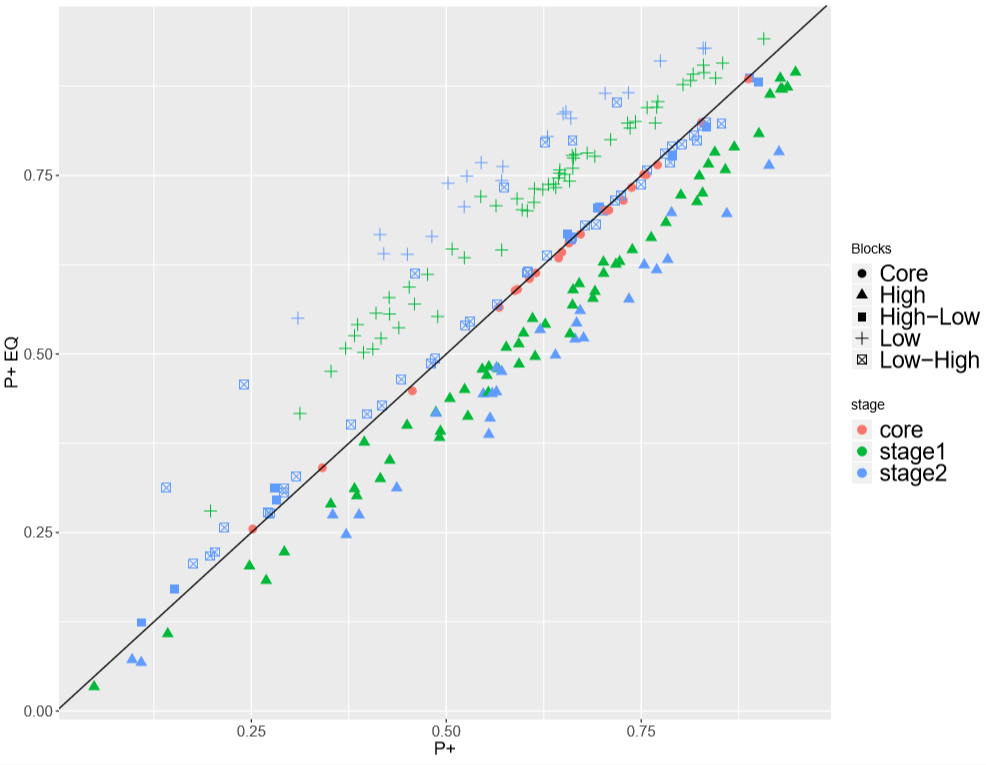 P+ EQ
0.75
0.50
0.25
0.00
0.25
0.50
0.75
P+
Blocks
Core
High
High-Low
Low
Low-High
stage
core
stage1
stage2